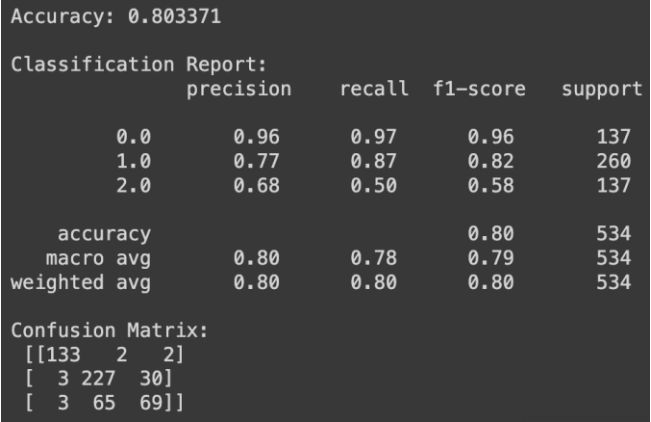 Accuracy: 0.803371
Classification Report:
precision recall f1-score support
0.0 0.96 0.97 0.96 137
1.0 0.77 0.87 0.82 260
2.0 0.68 0.50 0.58 137
accuracy 0.80 534
macro avg 0.80 0.78 0.79 534
weighted avg 0.80 0.80 0.80 534
Confusion Matrix:
[[133 2 2]
[ 3 227 30]
[ 3 65 69]]